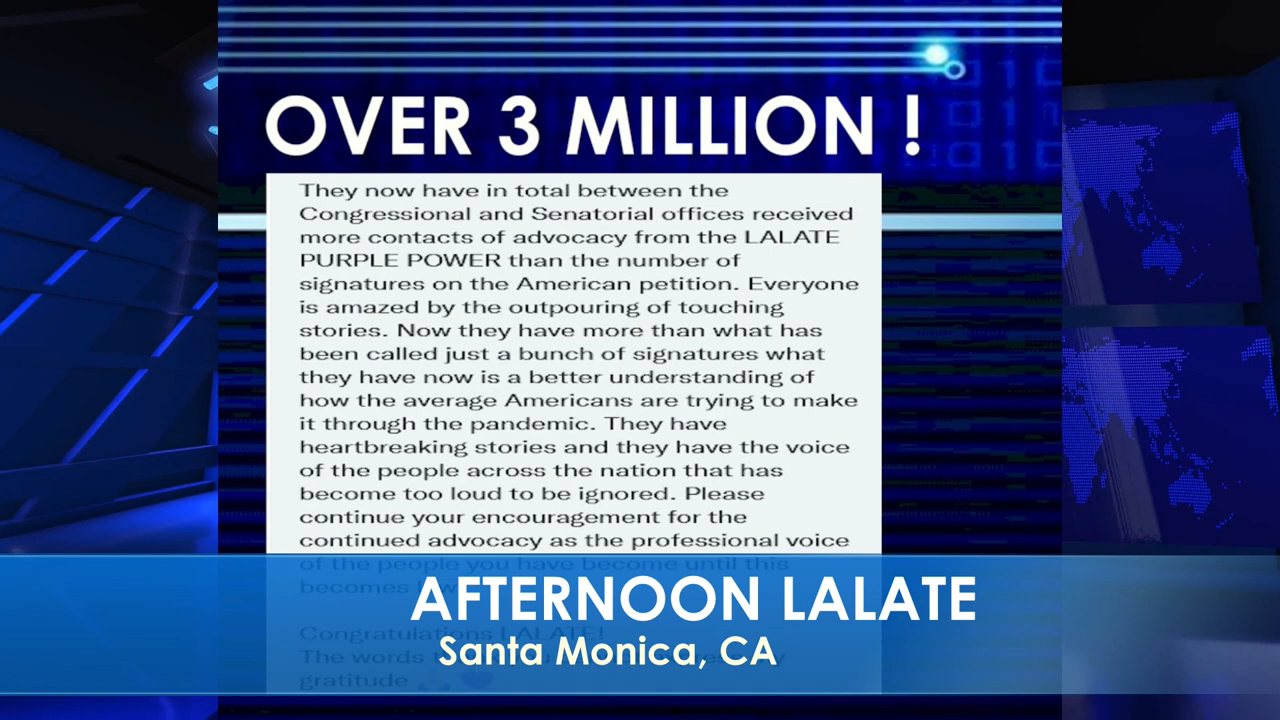 OVER 3 MILLION !
They now have in total between the
Congressional and Senatorial offices received
more contacts of advocacy from the LALATE
PURPLE POWER than the number of
signatures on the American petition. Everyone
is amazed by the outpouring of touching
stories. Now they have more than what has
been called just a bunch of signatures what
they have now is a better understanding of
how the average Americans are trying to make
it through the pandemic. They have
heartbreaking stories and they have the voice
of the people across the nation that has
become too loud to be ignored. Please
continue your encouragement for the
continued advocacy as the professional voice
of the people you have become until this
becomes
AFTERNOON LALATE
Congratulations LALATE!
Santa Monica, CA
The words
gratitude